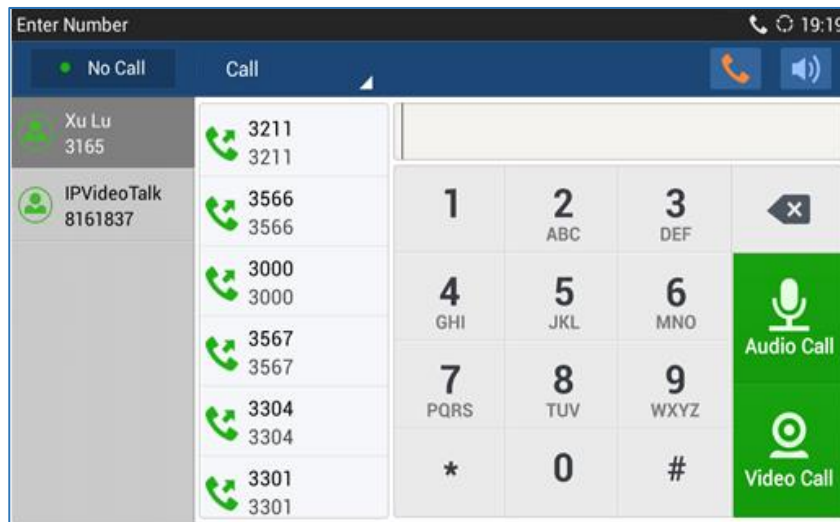 Enter Number
19:19
No Call
Call
Xu Lu
3165
IPVideoTalk
8161837
3211
3211
3566
3566
3000
3000
3567
3567
3304
3304
3301
3301
1
2
3
ABC
DEF
4
5
6
GHI
JKL
MNO
7
8
9
PQRS
TUV
WXYZ
*
0
#
Audio Call
Video Call